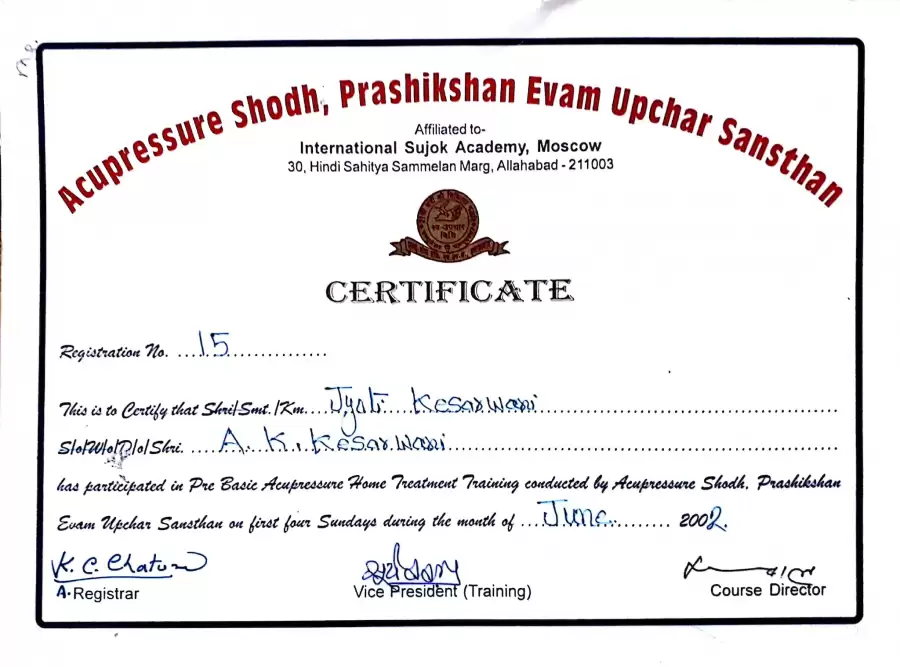 Acupressure Shodh, Prashikshan Evam Upchar Sansthan
Affiliated to-
International Sujok Academy, Moscow
30, Hindi Sahitya Sammelan Marg, Allahabad - 211003
CERTIFICATE
Registration No. ....15...............
This is to Certify that Shri/Smt./Km....Jyoti....Kesarwani..........
S/o/W/o/D/o/Shri. .....A. K. Kesarwani..........
has participated in Pre Basic Acupressure Home Treatment Training conducted by Acupressure Shodh, Prashikshan
Evam Upchar Sansthan on first four Sundays during the month of ...June.......... 2002.
K. C. Chatu
A. Registrar
Vice President (Training)
Course Director